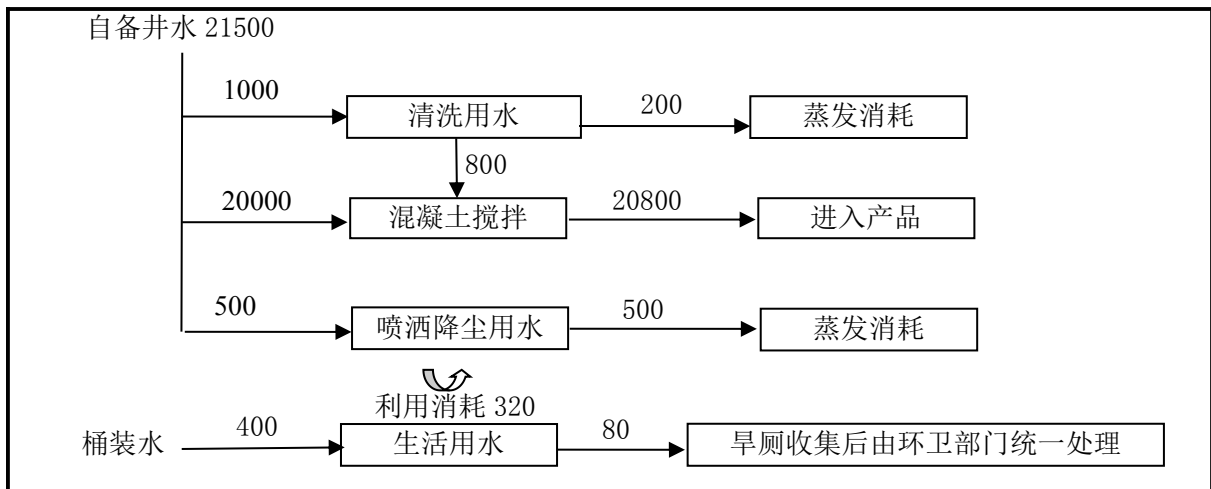 自备井水 21500
1000
清洗用水
200
蒸发消耗
800
20000
混凝土搅拌
20800
进入产品
500
喷洒降尘用水
500
蒸发消耗
利用消耗 320
桶装水
400
生活用水
80
旱厕收集后由环卫部门统一处理